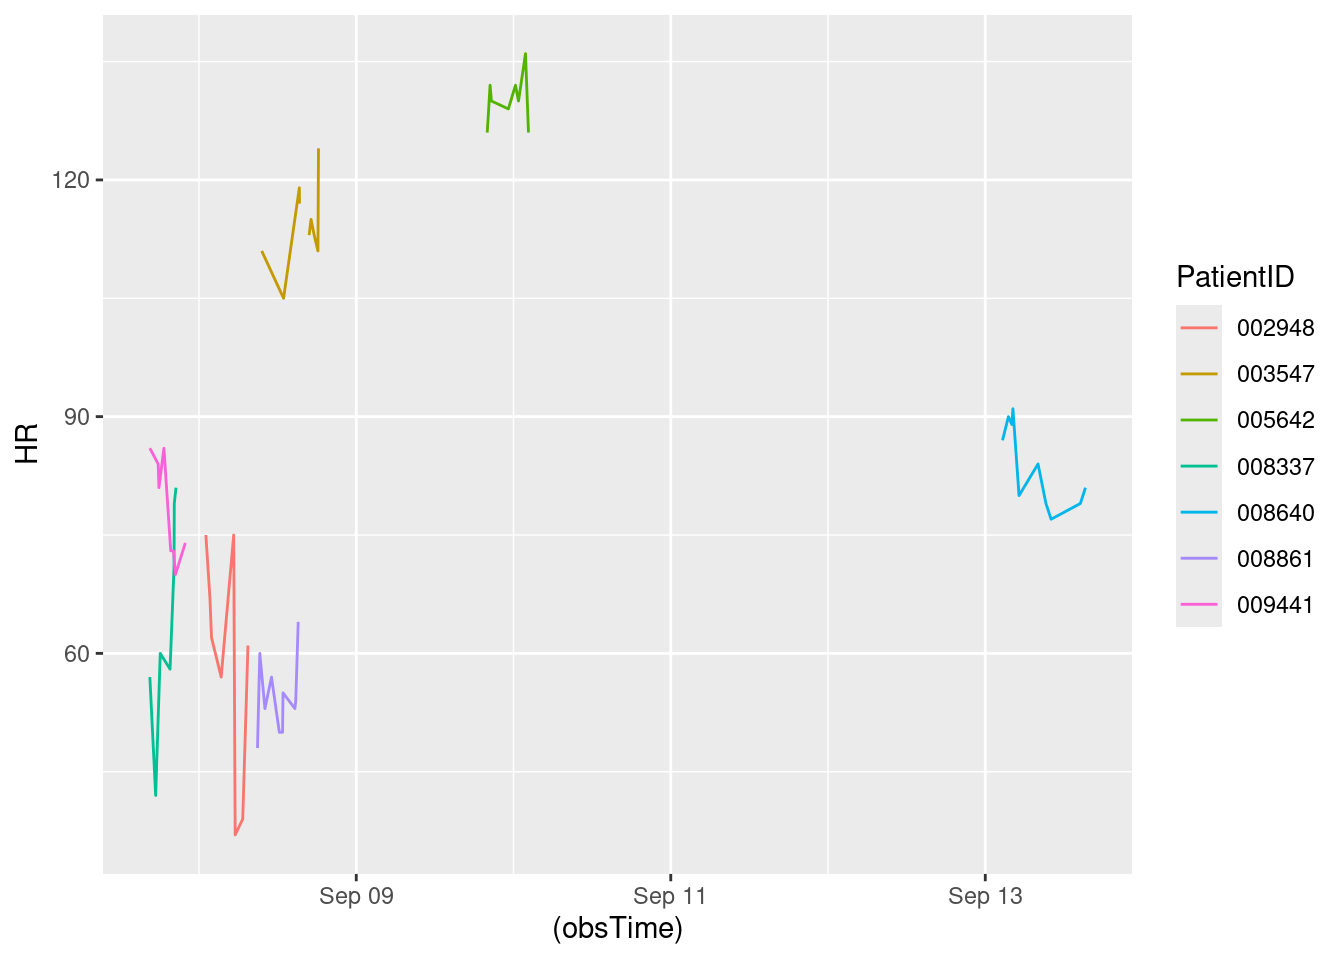 120
90
60
HR
Sep 09
Sep 11
Sep 13
(obsTime)
PatientID
002948
003547
005642
008337
008640
008861
009441